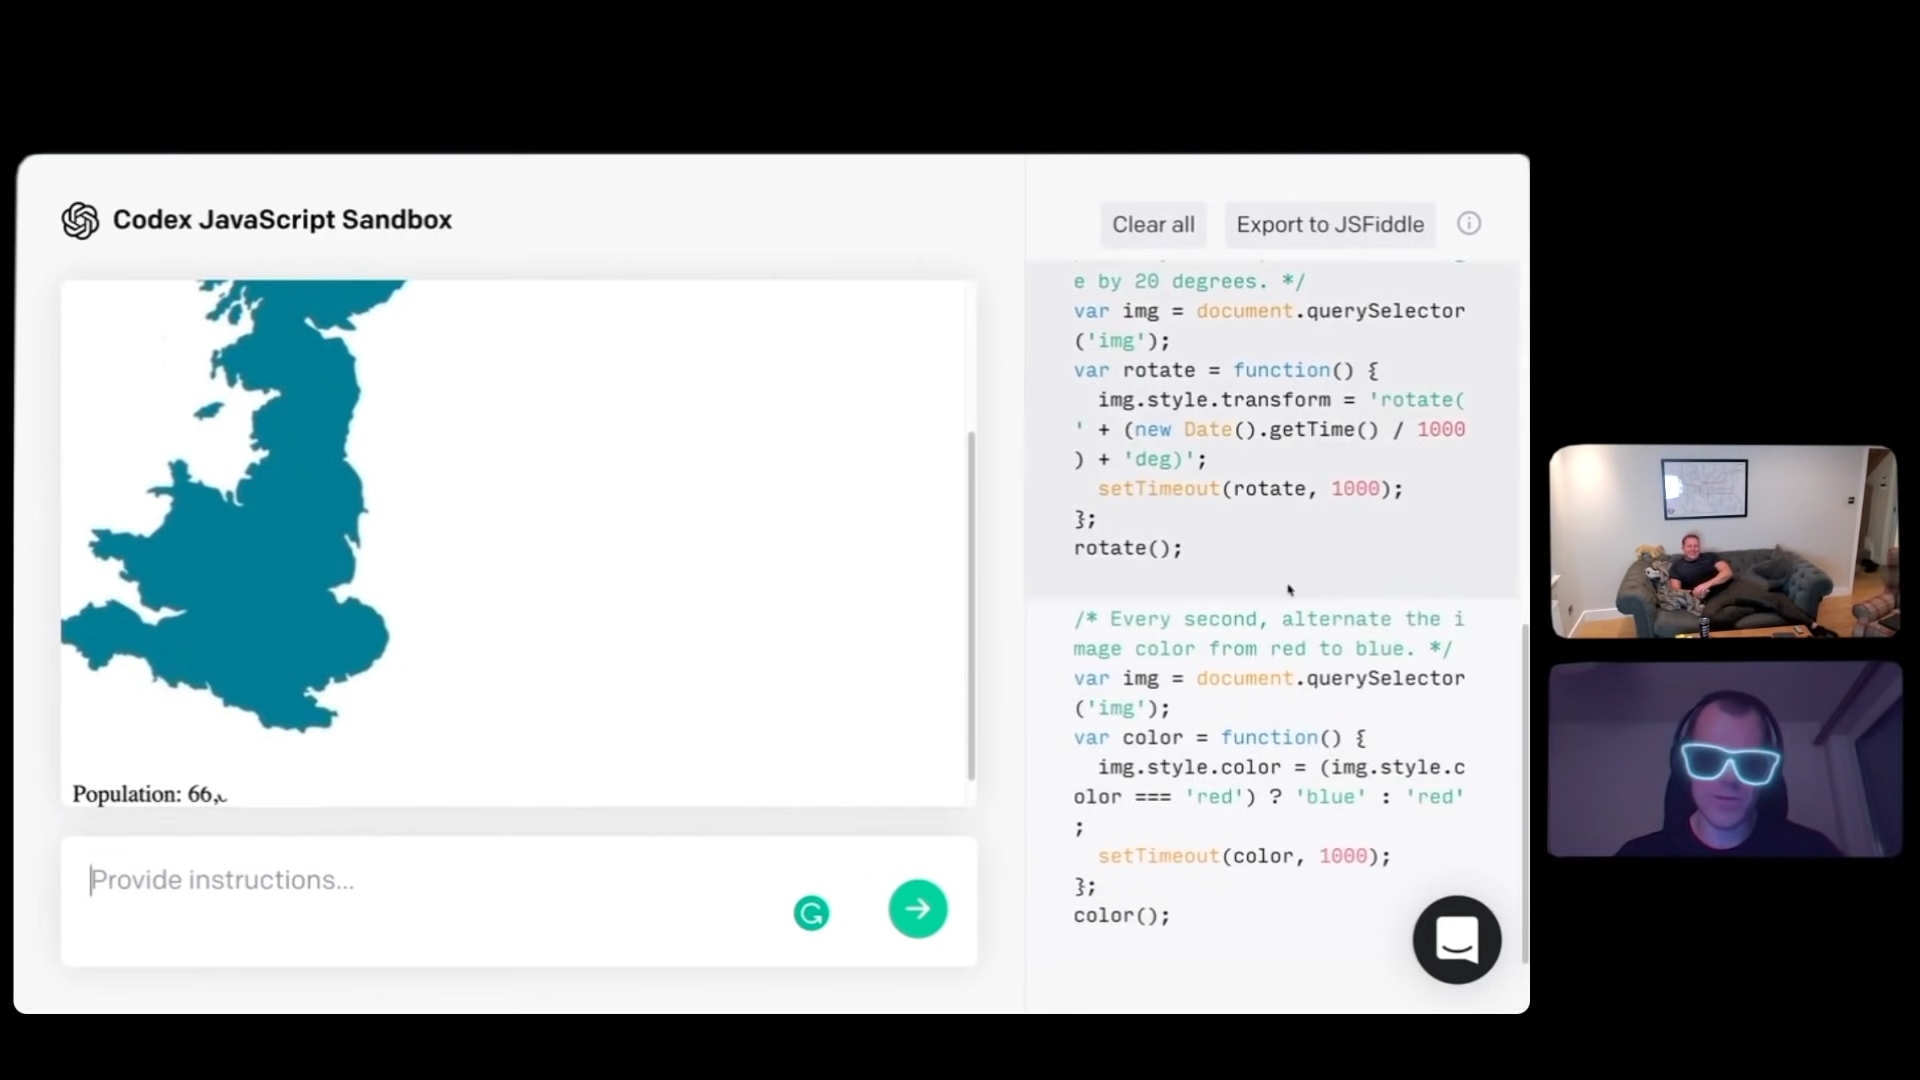 Codex JavaScript Sandbox
Population: 66,
Provide instructions...
Clear all
Export to JSFiddle
e by 20 degrees. */
var img = document.querySelector
('img');
var rotate = function() {
img.style.transform = 'rotate(
' + (new Date().getTime() / 1000
) + 'deg)';
setTimeout(rotate, 1000);
};
rotate();
/* Every second, alternate the i
mage color from red to blue. */
var img = document.querySelector
('img');
var color = function() {
img.style.color = (img.style.c
olor === 'red') ? 'blue' : 'red'
;
setTimeout(color, 1000);
};
color();